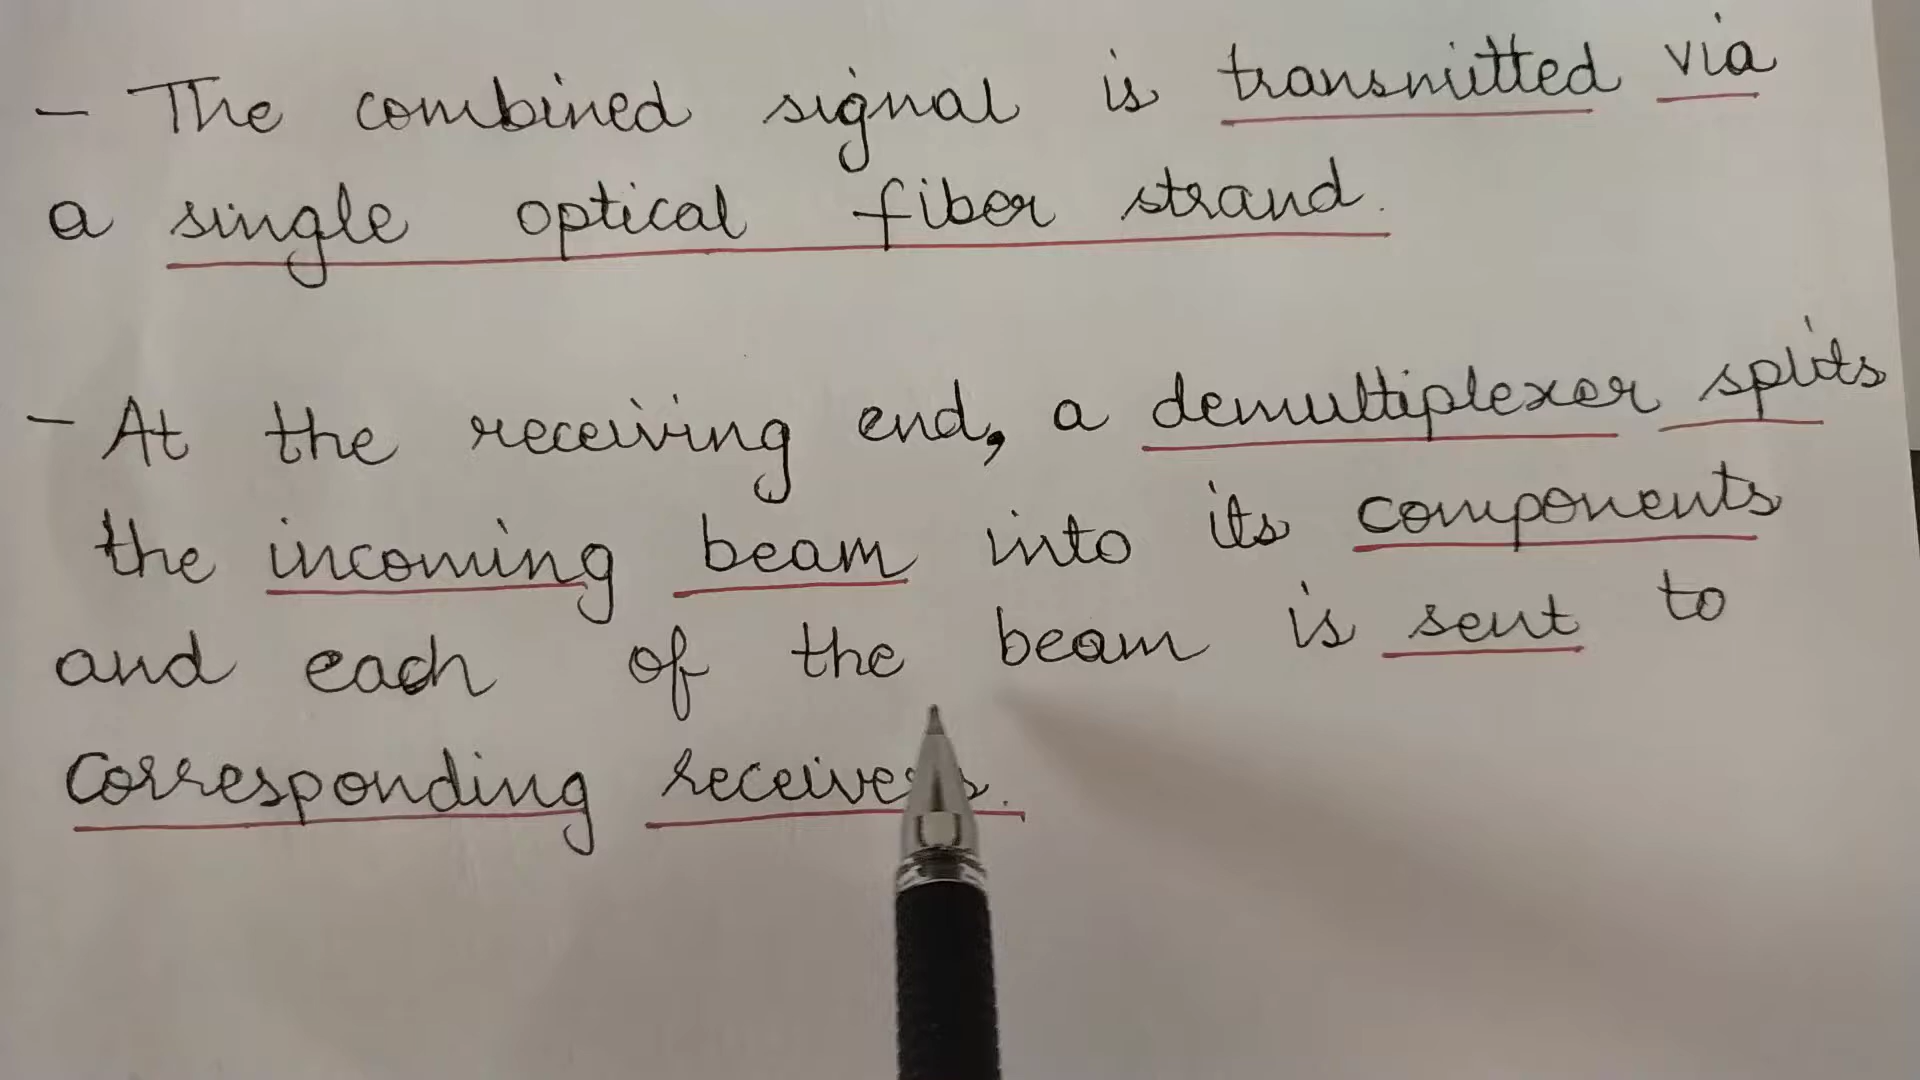 - The combined signal is transmitted via
a single optical fiber strand.
- At the receiving end, a demultiplexer splits
the incoming beam into its components
and each of the beam is sent to
corresponding receivers.